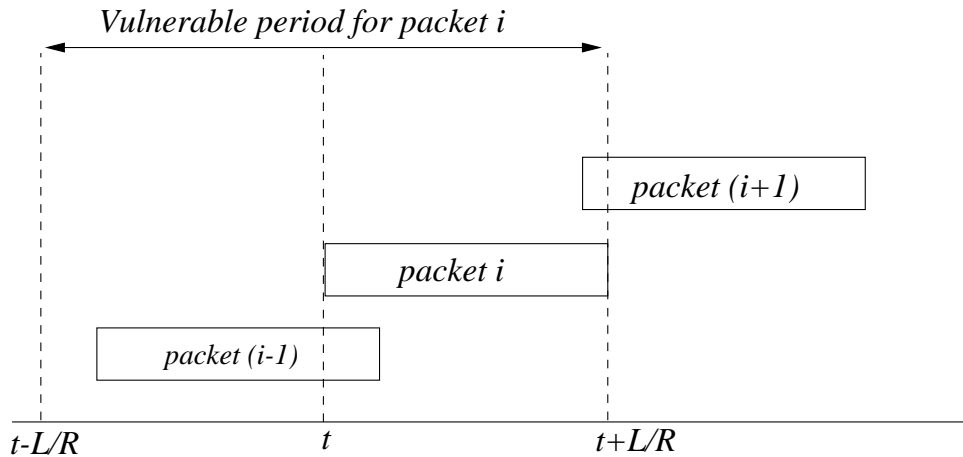 Vulnerable period for packet i
packet (i+1)
packet i
packet (i-1)
t-L/R
t
t+L/R